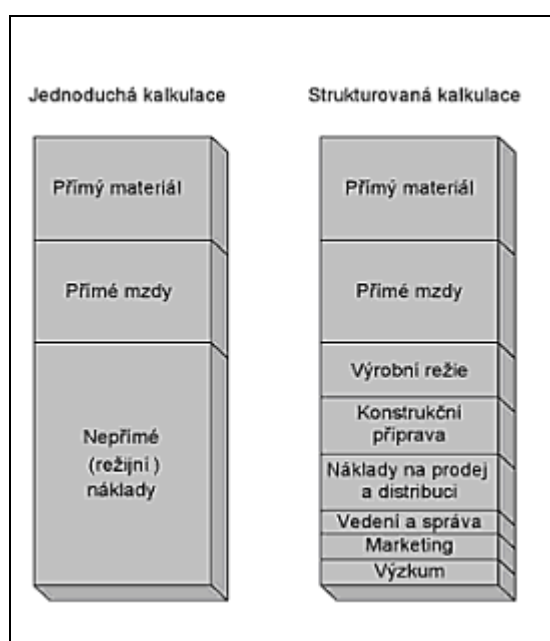 Jednoduchá kalkulace
Přímý materiál
Přímé mzdy
Nepřímé
(režijní)
náklady
Strukturovaná kalkulace
Přímý materiál
Přímé mzdy
Výrobní režie
Konstrukční
příprava
Náklady na prodej
a distribuci
Vedení a správa
Marketing
Výzkum